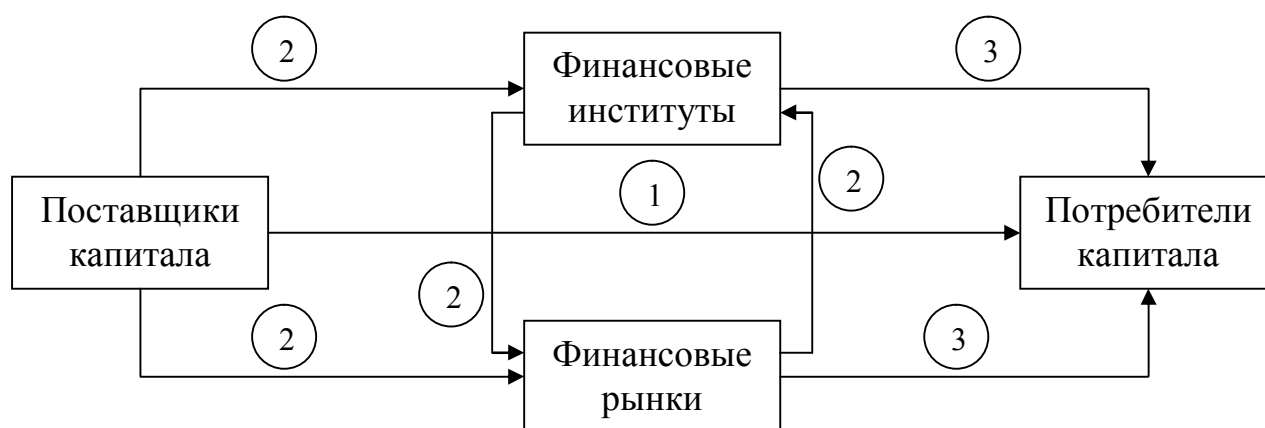 2
Финансовые
институты
3
Поставщики
капитала
1
2
Потребители
капитала
2
2
Финансовые
рынки
3